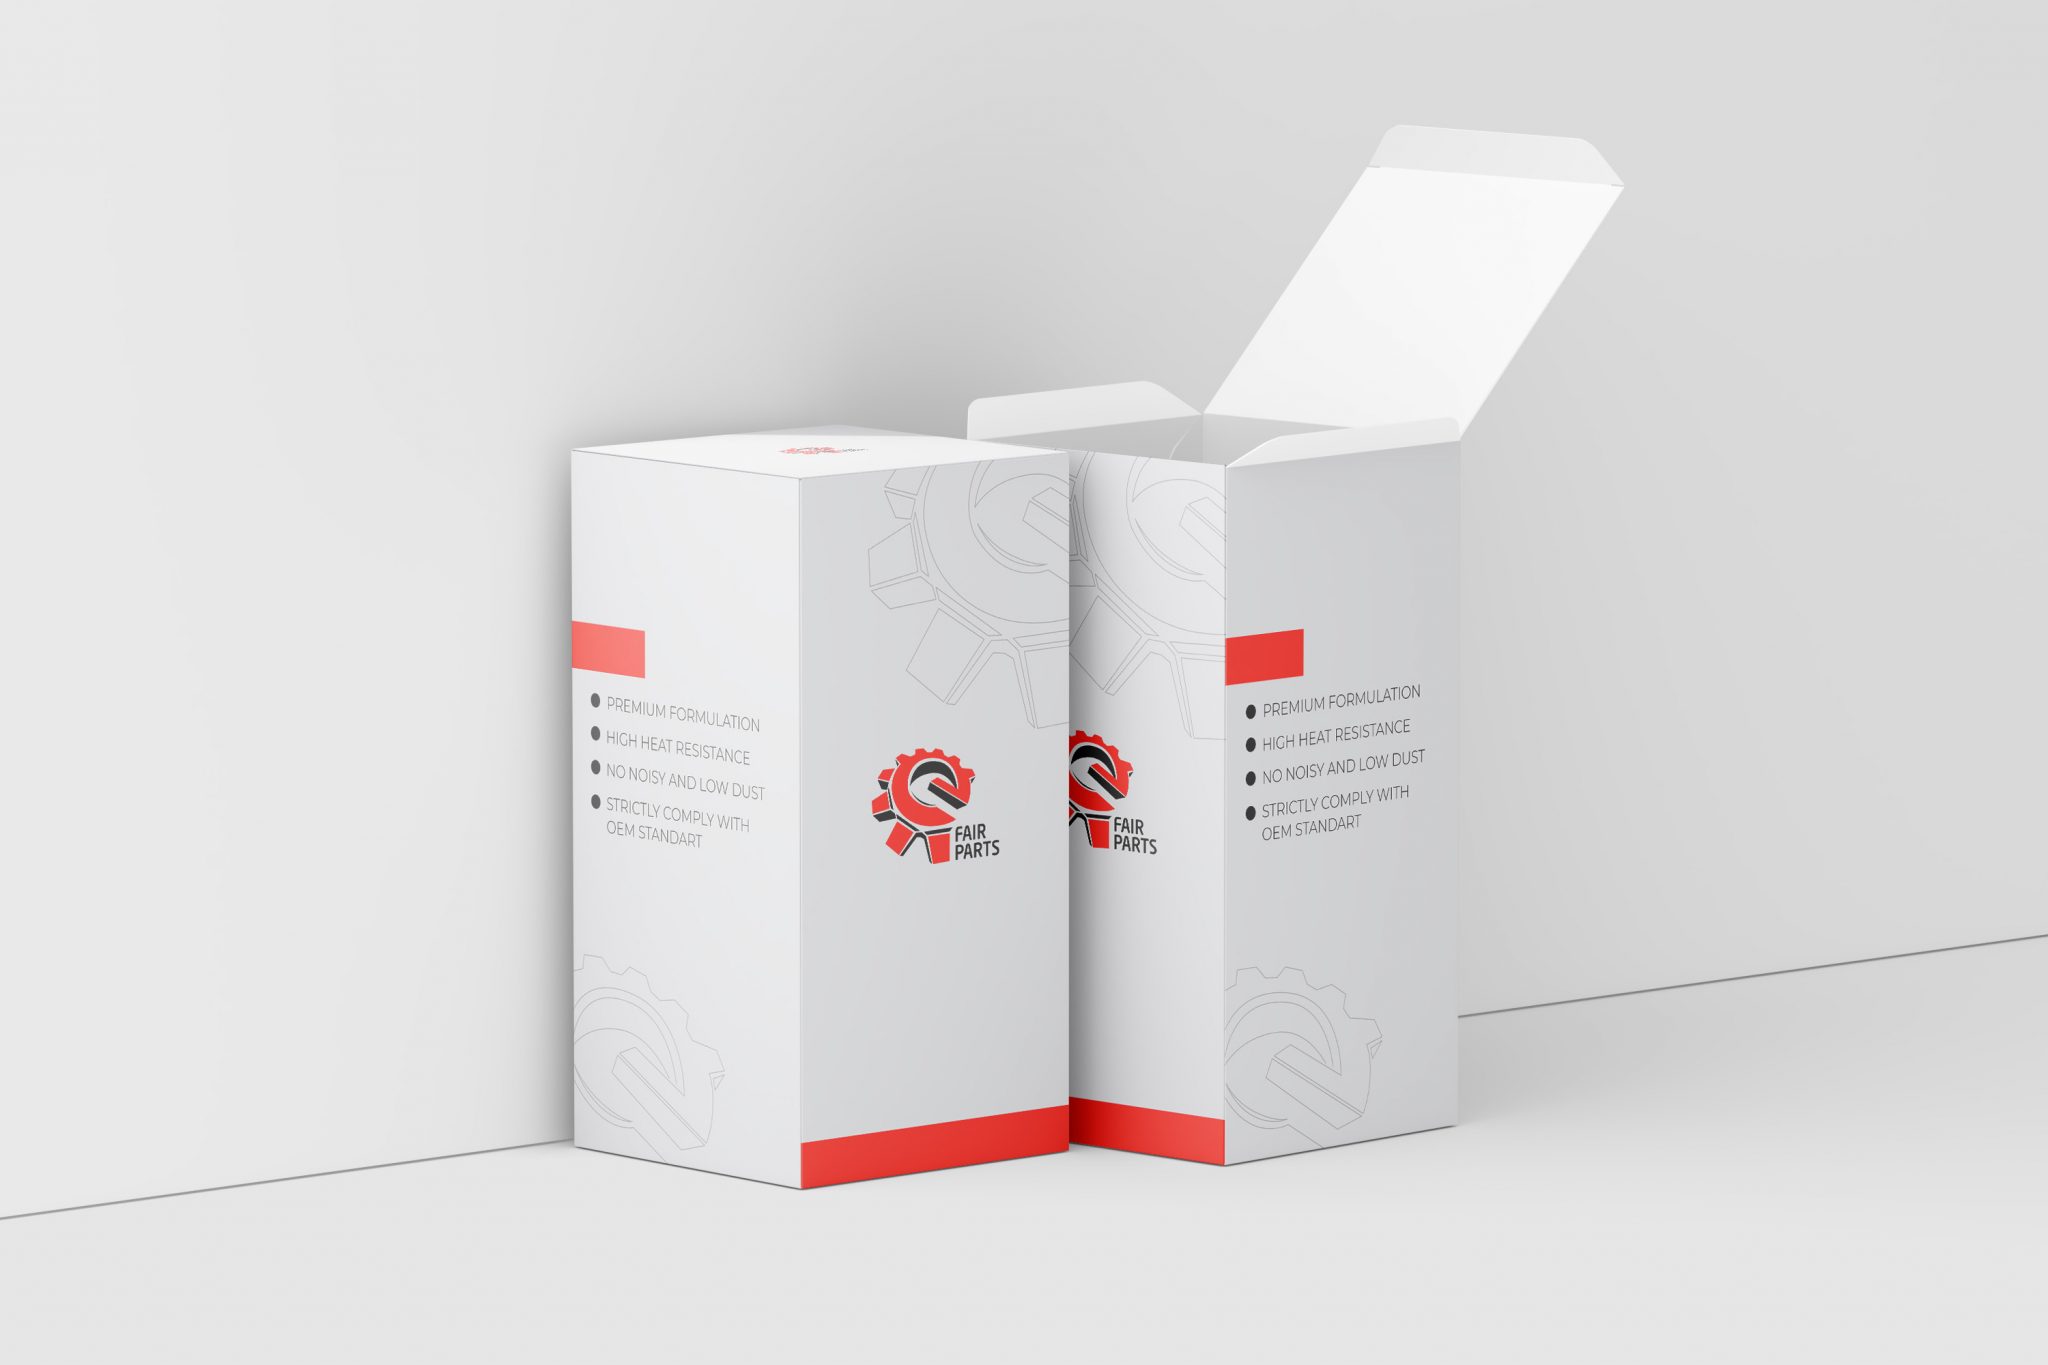 PREMIUM FORMULATION
HIGH HEAT RESISTANCE
NO NOISY AND LOW DUST
STRICTLY COMPLY WITH
OEM STANDART
FAIR
PARTS
FAIR
PARTS
PREMIUM FORMULATION
HIGH HEAT RESISTANCE
NO NOISY AND LOW DUST
STRICTLY COMPLY WITH
OEM STANDART